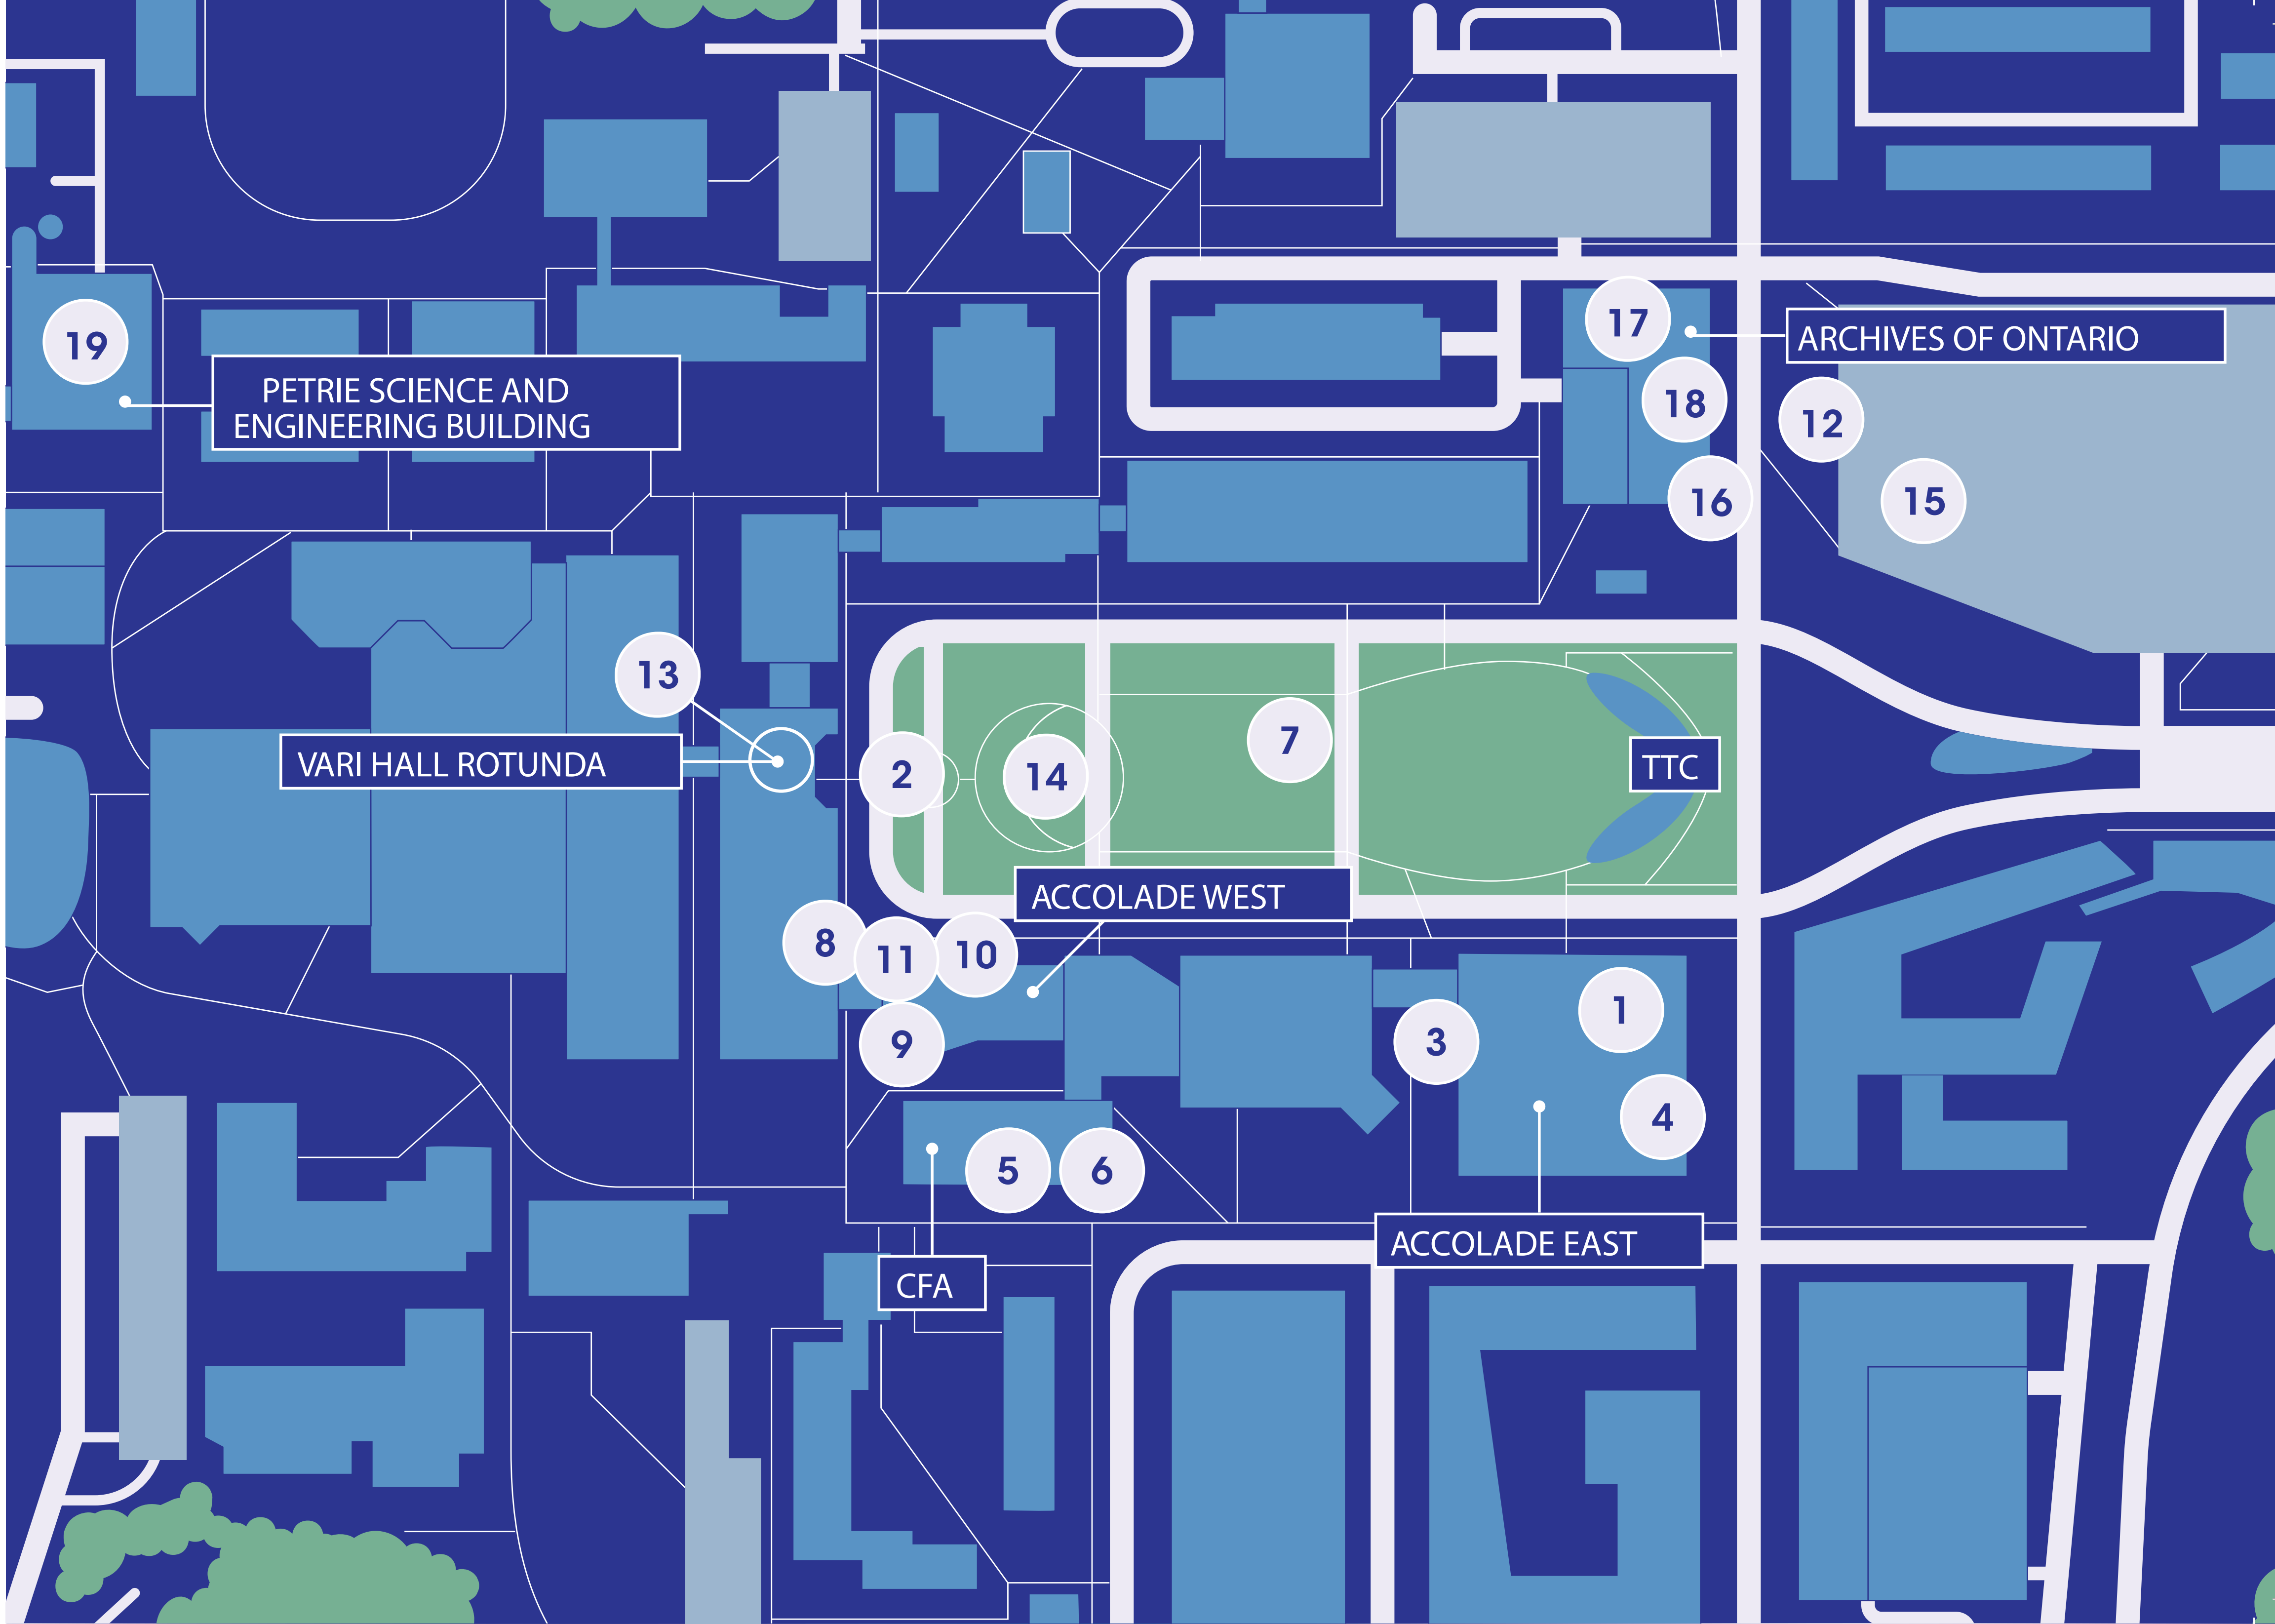 17
ARCHIVES OF ONTARIO
19
PETRIE SCIENCE AND
ENGINEERING BUILDING
18
12
16
15
13
VARI HALL ROTUNDA
2
14
7
TTC
ACCOLADE WEST
8
11
10
9
3
1
4
5
6
ACCOLADE EAST
CFA